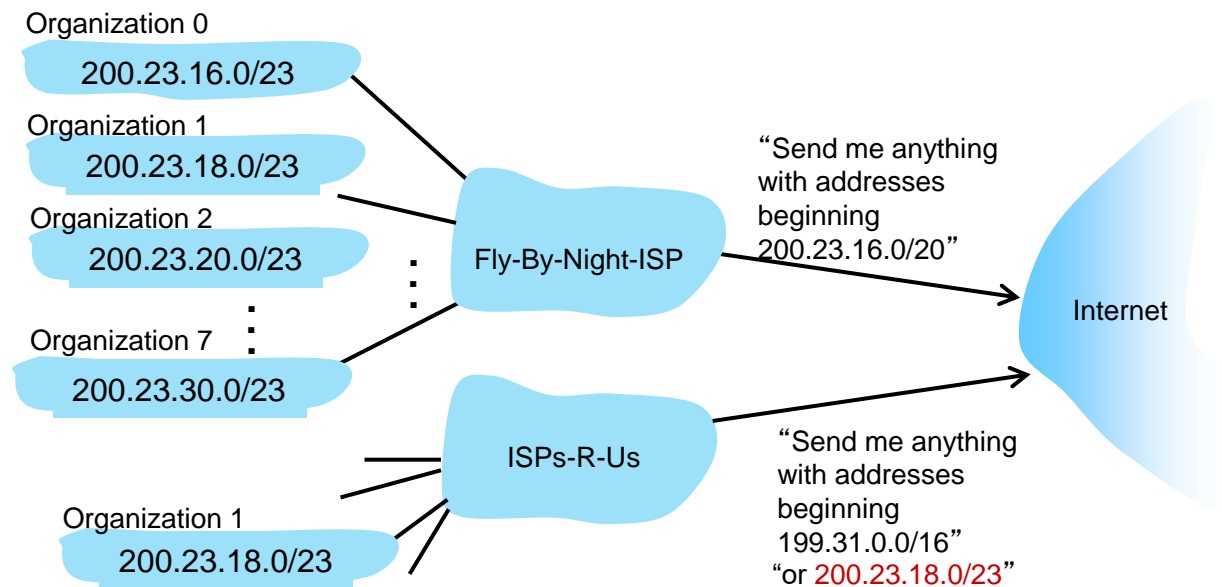 Organization 0
200.23.16.0/23
Organization 1
200.23.18.0/23
Organization 2
200.23.20.0/23
Organization 7
200.23.30.0/23
Fly-By-Night-ISP
“Send me anything
with addresses
beginning
200.23.16.0/20”
Internet
ISPs-R-Us
Organization 1
200.23.18.0/23
“Send me anything
with addresses
beginning
199.31.0.0/16”
“or 200.23.18.0/23”